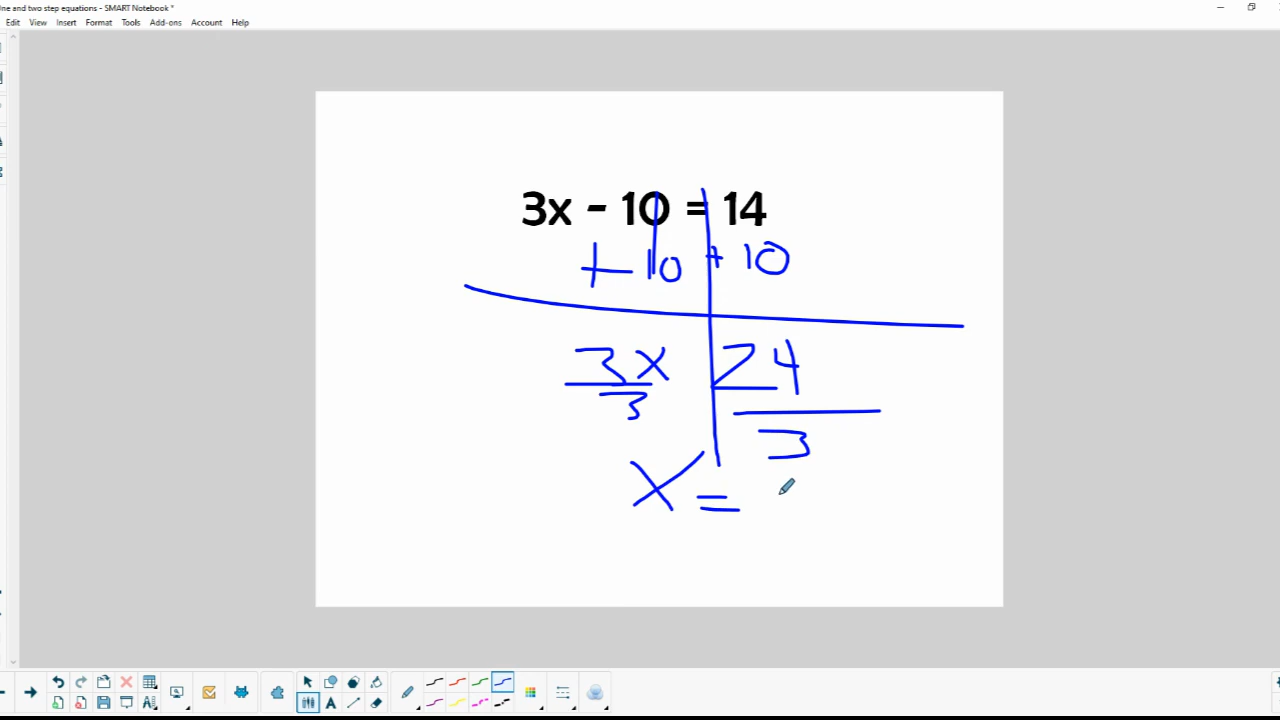 One and two step equations - SMART Notebook *
Edit View Insert Format Tools Add-ons Account Help
3x - 10 = 14
+ 10 + 10
3x 24
3 3
x =